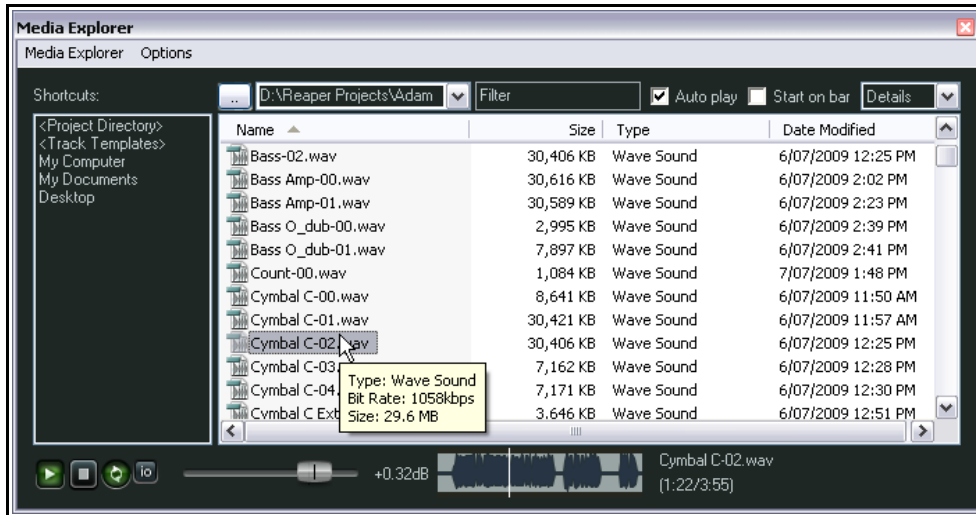 Media Explorer
Media Explorer Options
Shortcuts: .. D:\Reaper Projects\Adam Filter Auto play Start on bar Details
<Project Directory>
<Track Templates>
My Computer
My Documents
Desktop
Name Size Type Date Modified
Bass-02.wav 30,406 KB Wave Sound 6/07/2009 12:25 PM
Bass Amp-00.wav 30,616 KB Wave Sound 6/07/2009 2:02 PM
Bass Amp-01.wav 30,589 KB Wave Sound 6/07/2009 2:23 PM
Bass O_dub-00.wav 2,995 KB Wave Sound 6/07/2009 2:39 PM
Bass O_dub-01.wav 7,897 KB Wave Sound 6/07/2009 2:41 PM
Count-00.wav 1,084 KB Wave Sound 7/07/2009 1:48 PM
Cymbal C-00.wav 8,641 KB Wave Sound 6/07/2009 11:50 AM
Cymbal C-01.wav 30,421 KB Wave Sound 6/07/2009 11:57 AM
Cymbal C-02.wav 30,406 KB Wave Sound 6/07/2009 12:25 PM
Cymbal C-03. 7,162 KB Wave Sound 6/07/2009 12:28 PM
Cymbal C-04. 7,171 KB Wave Sound 6/07/2009 12:30 PM
Cymbal C Ext 3,646 KB Wave Sound 6/07/2009 12:51 PM
Type: Wave Sound
Bit Rate: 1058kbps
Size: 29.6 MB
io +0.32dB Cymbal C-02.wav
(1:22/3:55)